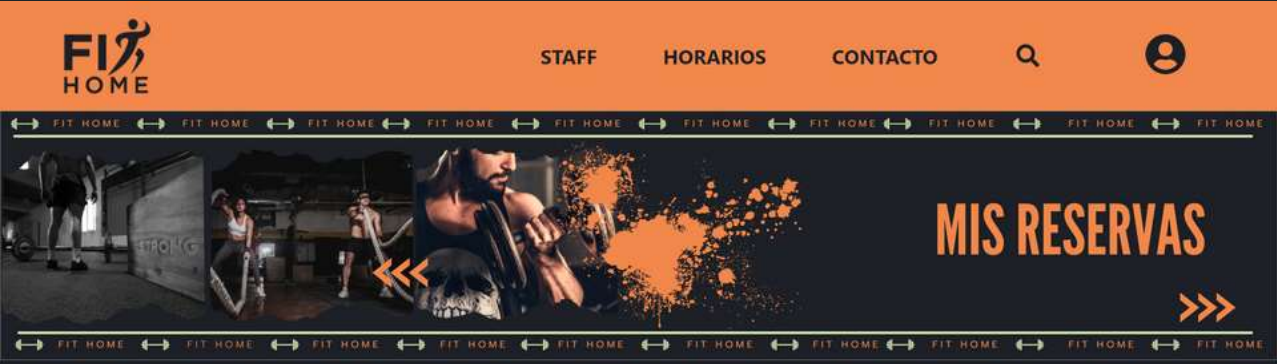 FIT
HOME
STAFF HORARIOS CONTACTO
FIT HOME FIT HOME FIT HOME FIT HOME FIT HOME FIT HOME FIT HOME FIT HOME FIT HOME FIT HOME
STRONG
MIS RESERVAS
<<<
>>>
FIT HOME FIT HOME FIT HOME FIT HOME FIT HOME FIT HOME FIT HOME FIT HOME FIT HOME FIT HOME